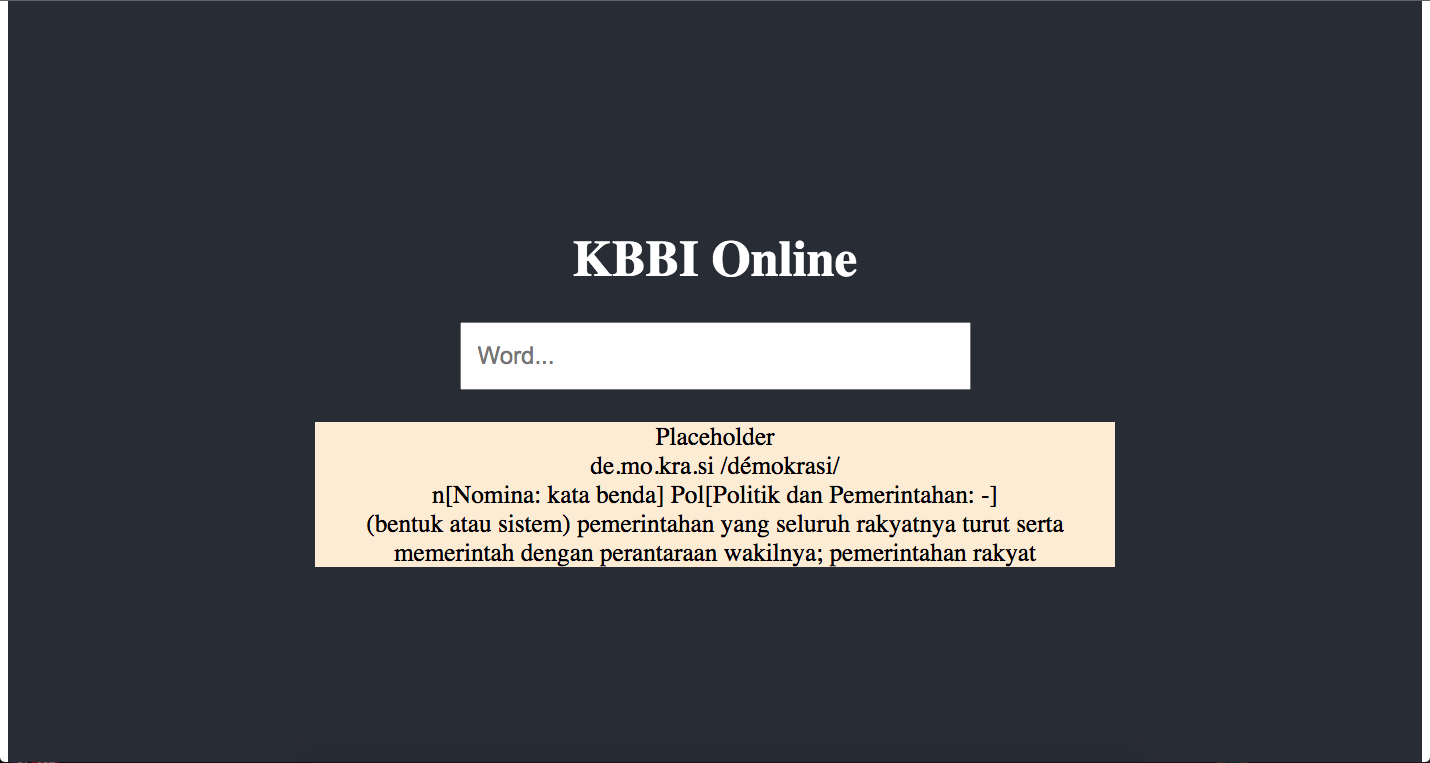 KBBI Online
Word...
Placeholder
de.mo.kra.si /démokrasi/
n[Nomina: kata benda] Pol[Politik dan Pemerintahan: -]
(bentuk atau sistem) pemerintahan yang seluruh rakyatnya turut serta
memerintah dengan perantaraan wakilnya; pemerintahan rakyat